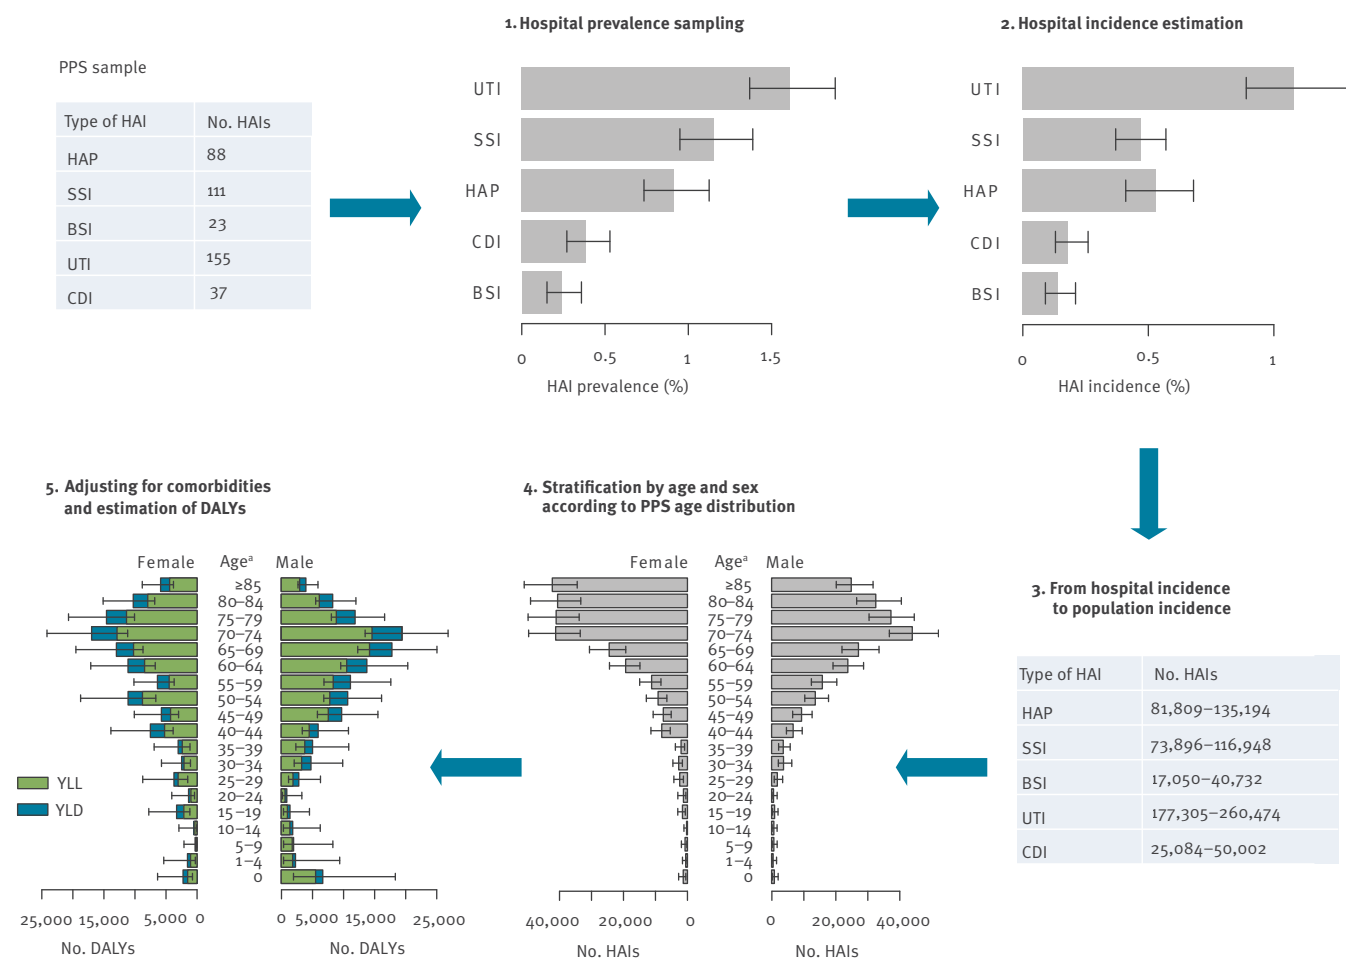 1. Hospital prevalence sampling
2. Hospital incidence estimation
PPS sample
Type of HAI No. HAIs
HAP 88
SSI 111
BSI 23
UTI 155
CDI 37
UTI
SSI
HAP
CDI
BSI
0 0.5 1 1.5
HAI prevalence (%)
UTI
SSI
HAP
CDI
BSI
0 0.5 1
HAI incidence (%)
3. From hospital incidence
to population incidence
Type of HAI No. HAIs
HAP 81,809–135,194
SSI 73,896–116,948
BSI 17,050–40,732
UTI 177,305–260,474
CDI 25,084–50,002
4. Stratification by age and sex
according to PPS age distribution
Female Ageª Male
≥85
80–84
75–79
70–74
65–69
60–64
55–59
50–54
45–49
40–44
35–39
30–34
25–29
20–24
15–19
10–14
5–9
1–4
0
40,000 20,000 0 0 20,000 40,000
No. HAIs No. HAIs
5. Adjusting for comorbidities
and estimation of DALYs
Female Ageª Male
≥85
80–84
75–79
70–74
65–69
60–64
55–59
50–54
45–49
40–44
35–39
30–34
25–29
20–24
15–19
10–14
5–9
1–4
0
YLL
YLD
25,000 15,000 5,000 0 0 5,000 15,000 25,000
No. DALYs No. DALYs